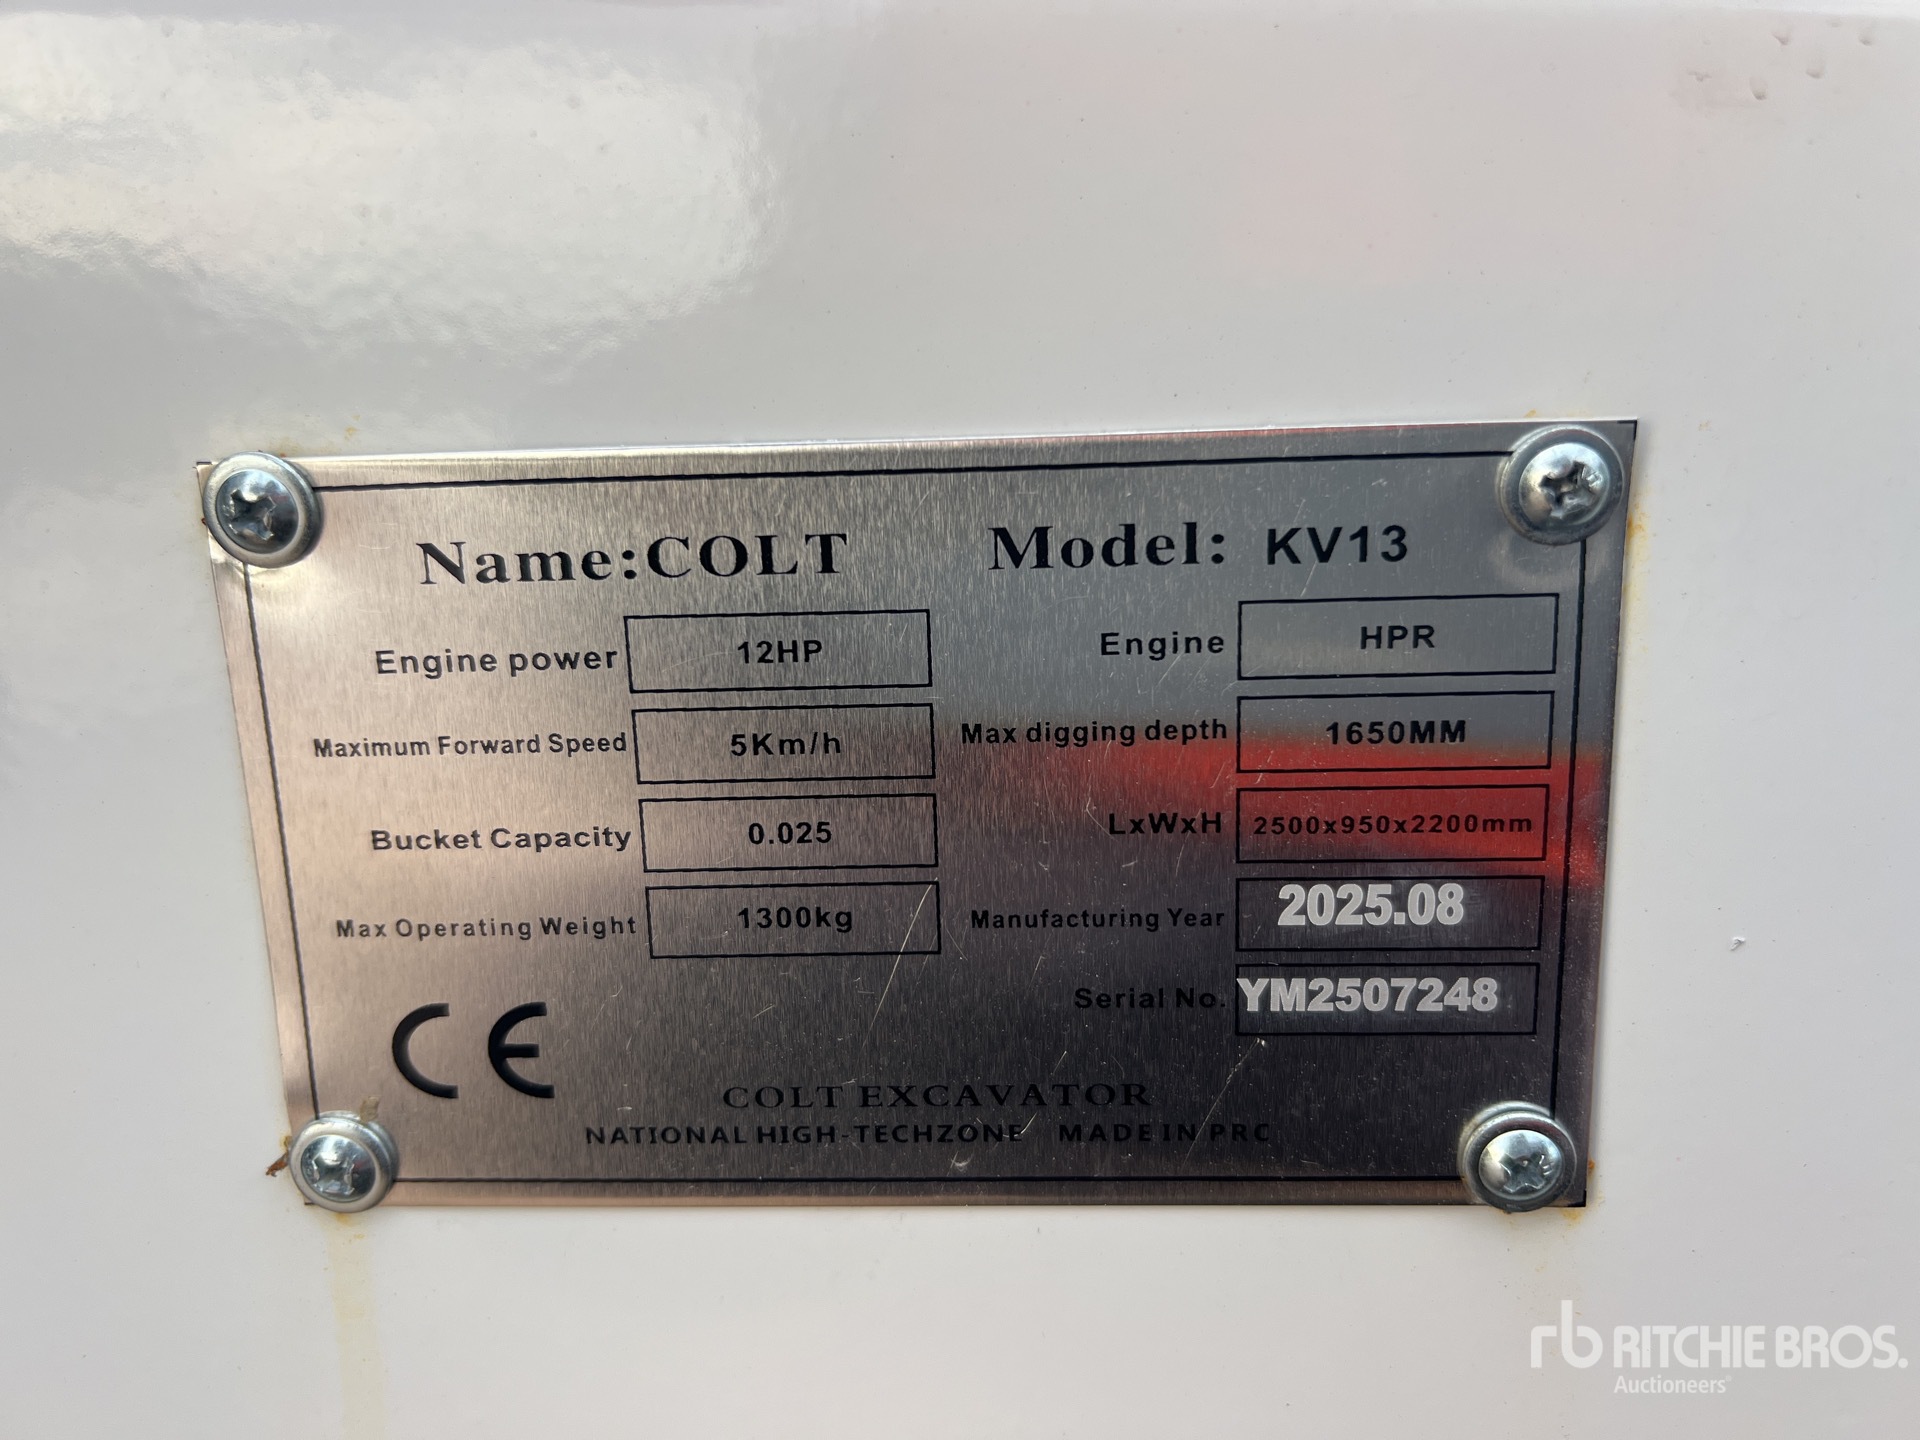 Name:COLT Model: KV13
Engine power 12HP Engine HPR
Maximum Forward Speed 5Km/h Max digging depth 1650MM
Bucket Capacity 0.025 LxWxH 2500x950x2200mm
Max Operating Weight 1300kg Manufacturing Year 2025.08
Serial No. YM2507248
CE
COLT EXCAVATOR
NATIONAL HIGH-TECHZONE MADE IN PRC
rb RITCHIE BROS.
Auctioneers